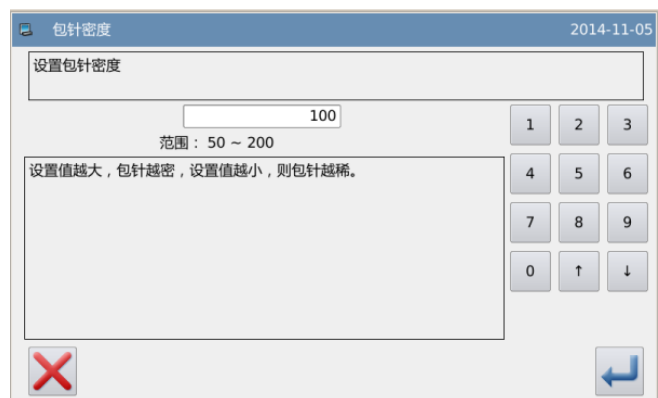 包针密度 2014-11-05
设置包针密度
100
范围： 50 ~ 200
设置值越大，包针越密，设置值越小，则包针越稀。
1 2 3
4 5 6
7 8 9
0 ↑ ↓